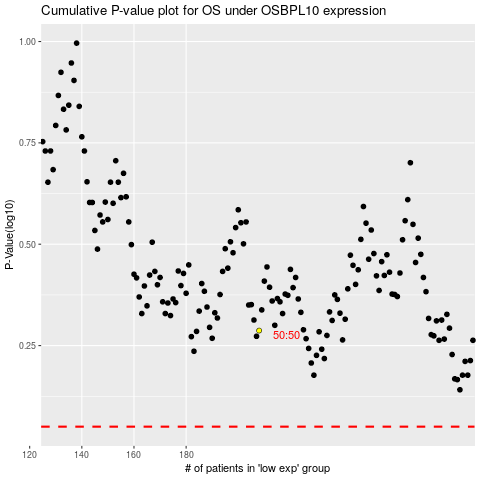 Cumulative P-value plot for OS under OSBPL10 expression
P-Value(log10)
1.00
0.75
0.50
0.25
50:50
120 140 160 180
# of patients in 'low exp' group